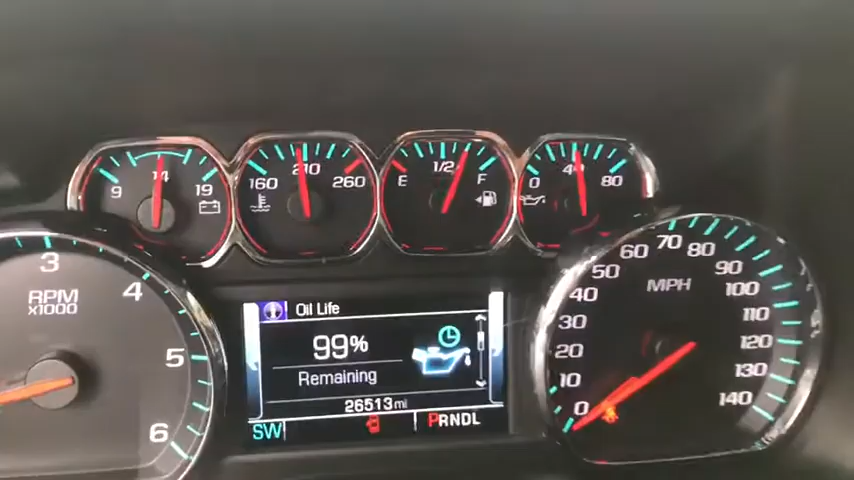 9 14 19
160 210 260
E 1/2 F
0 40 80
3 4 5 6
RPM
x1000
i Oil Life
99%
Remaining
26513mi
SW PRNDL
0 10 20 30 40 50 60 70 80 90 100 110 120 130 140
MPH